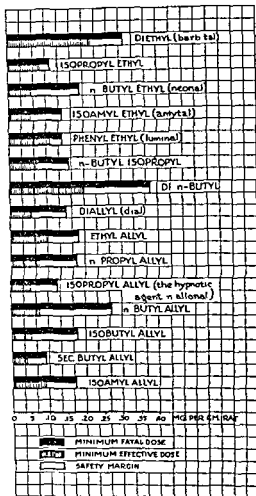 DIETHYL (barbital)
ISOPROPYL ETHYL
n BUTYL ETHYL (neonal)
ISOAMYL ETHYL (amytal)
PHENYL ETHYL (luminal)
n-BUTYL ISOPROPYL
DI n-BUTYL
DIALLYL (dial)
ETHYL ALLYL
n PROPYL ALLYL
ISOPROPYL ALLYL (the hypnotic
agent in allonal)
n BUTYL ALLYL
ISOBUTYL ALLYL
SEC. BUTYL ALLYL
ISOAMYL ALLYL
0 5 10 15 20 25 30 35 40 MG PER GM. RAT
MINIMUM FATAL DOSE
MINIMUM EFFECTIVE DOSE
SAFETY MARGIN